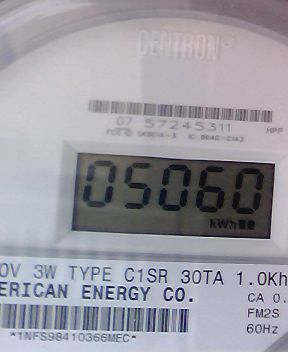 CENTRON®
07 57245311
HPP
05060
kWh
0V 3W TYPE C1SR 30TA 1.0Kh
ERICAN ENERGY CO.
CA 0.
FM2S
60Hz
*1NFS98410366MEC*